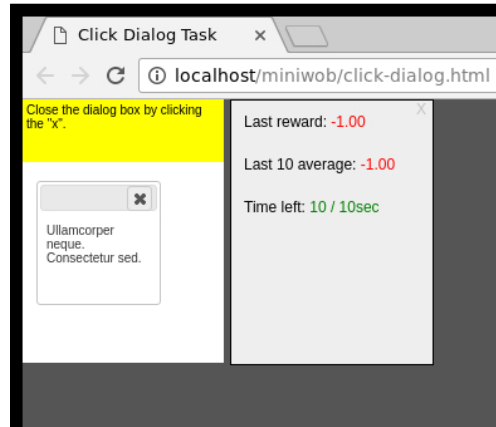 Click Dialog Task
localhost/miniwob/click-dialog.html
Close the dialog box by clicking
the "x".
Ullamcorper
neque.
Consectetur sed.
X
Last reward: -1.00
Last 10 average: -1.00
Time left: 10 / 10sec